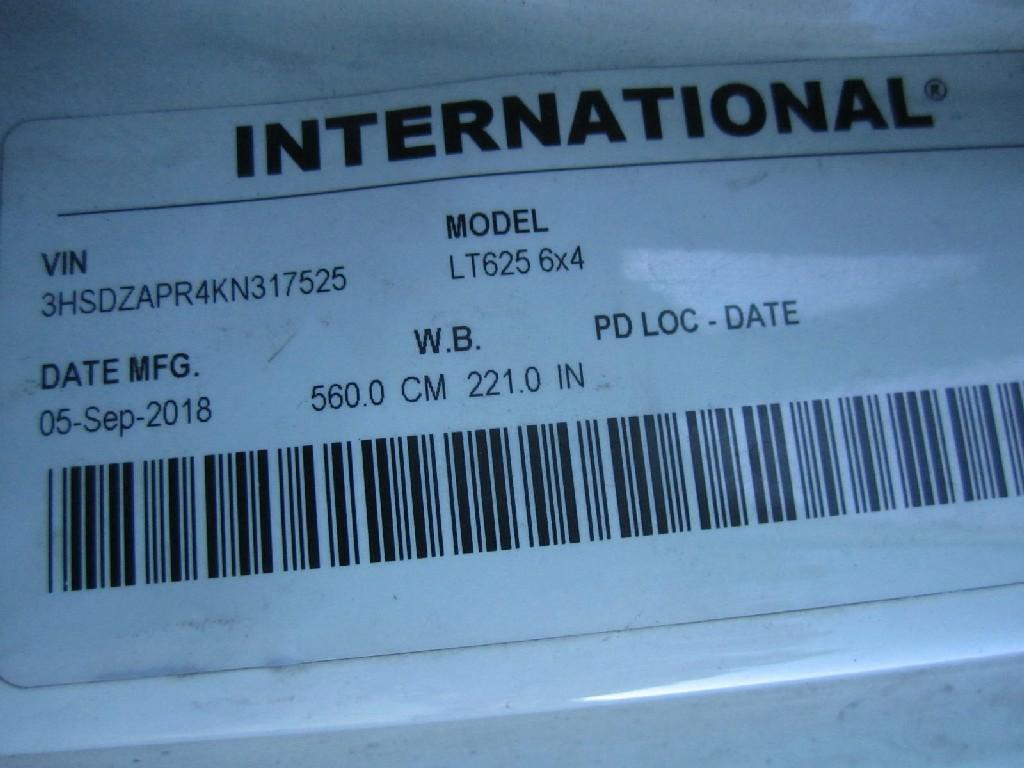 INTERNATIONAL®
VIN
3HSDZAPR4KN317525
MODEL
LT625 6x4
DATE MFG.
05-Sep-2018
W.B.
560.0 CM 221.0 IN
PD LOC - DATE